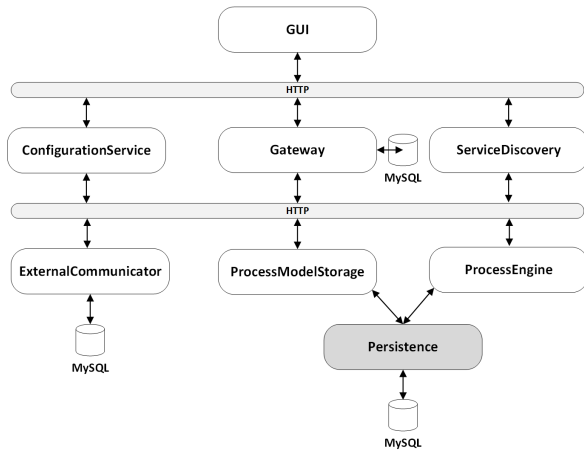 GUI
HTTP
ConfigurationService
Gateway
MySQL
ServiceDiscovery
HTTP
ExternalCommunicator
ProcessModelStorage
ProcessEngine
MySQL
Persistence
MySQL